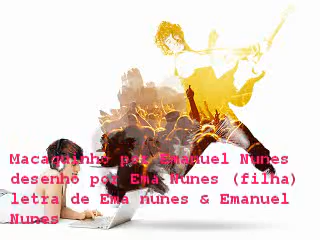 Macaquinho por Emanuel Nunes
desenho por Ema Nunes (filha)
letra de Ema nunes & Emanuel
Nunes